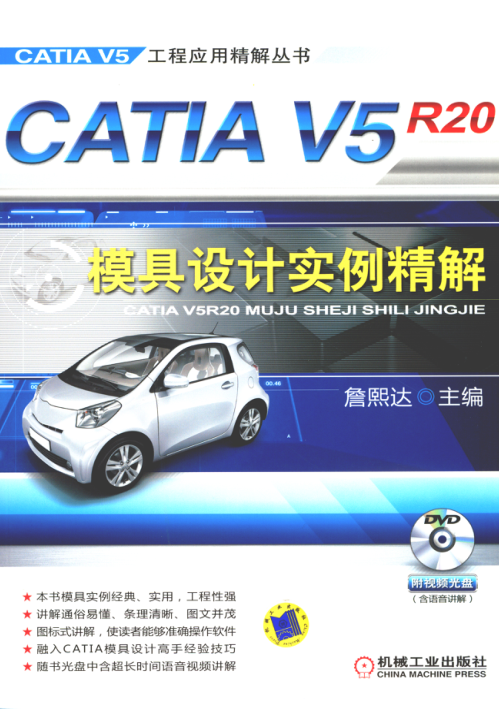 CATIA V5 工程应用精解丛书
CATIA V5 R20
模具设计实例精解
CATIA V5R20 MUJU SHEJI SHILI JINGJIE
00.46
詹熙达◎主编
DVD
附视频光盘
(含语音讲解)
★ 本书模具实例经典、实用，工程性强
★ 讲解通俗易懂、条理清晰、图文并茂
★ 图标式讲解，使读者能够准确操作软件
★ 融入CATIA模具设计高手经验技巧
★ 随书光盘中含超长时间语音视频讲解
机械工业出版社
CHINA MACHINE PRESS